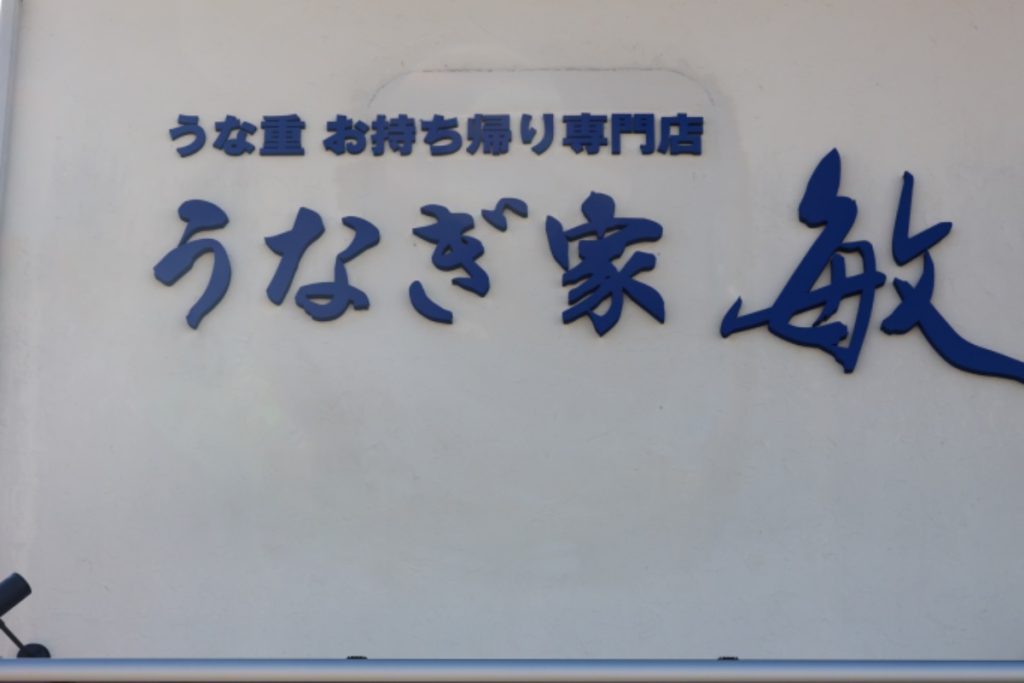 うな重 お持ち帰り専門店
うなぎ家 敏